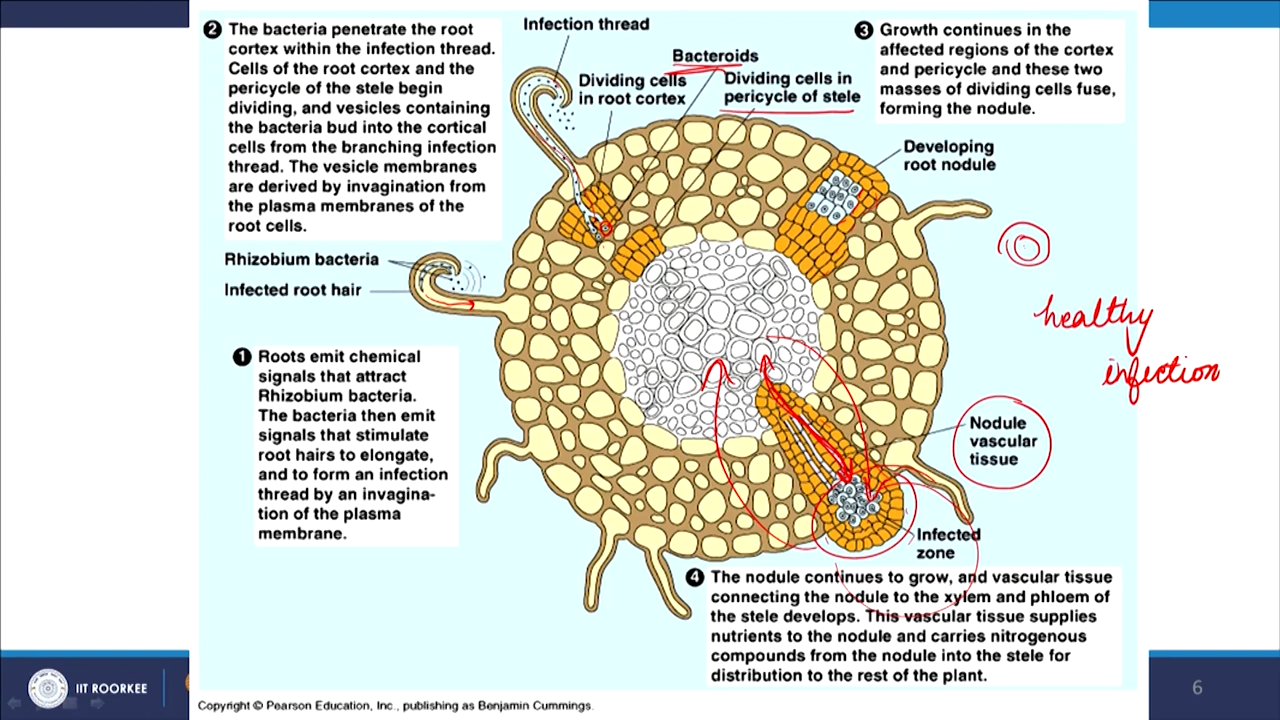 2 The bacteria penetrate the root
cortex within the infection thread.
Cells of the root cortex and the
pericycle of the stele begin
dividing, and vesicles containing
the bacteria bud into the cortical
cells from the branching infection
thread. The vesicle membranes
are derived by invagination from
the plasma membranes of the
root cells.
Infection thread
Bacteroids
Dividing cells
in root cortex
Dividing cells in
pericycle of stele
3 Growth continues in the
affected regions of the cortex
and pericycle and these two
masses of dividing cells fuse,
forming the nodule.
Developing
root nodule
Rhizobium bacteria
Infected root hair
healthy
infection
1 Roots emit chemical
signals that attract
Rhizobium bacteria.
The bacteria then emit
signals that stimulate
root hairs to elongate,
and to form an infection
thread by an invagina-
tion of the plasma
membrane.
Nodule
vascular
tissue
Infected
zone
4 The nodule continues to grow, and vascular tissue
connecting the nodule to the xylem and phloem of
the stele develops. This vascular tissue supplies
nutrients to the nodule and carries nitrogenous
compounds from the nodule into the stele for
distribution to the rest of the plant.
IIT ROORKEE
6
Copyright © Pearson Education, Inc., publishing as Benjamin Cummings.